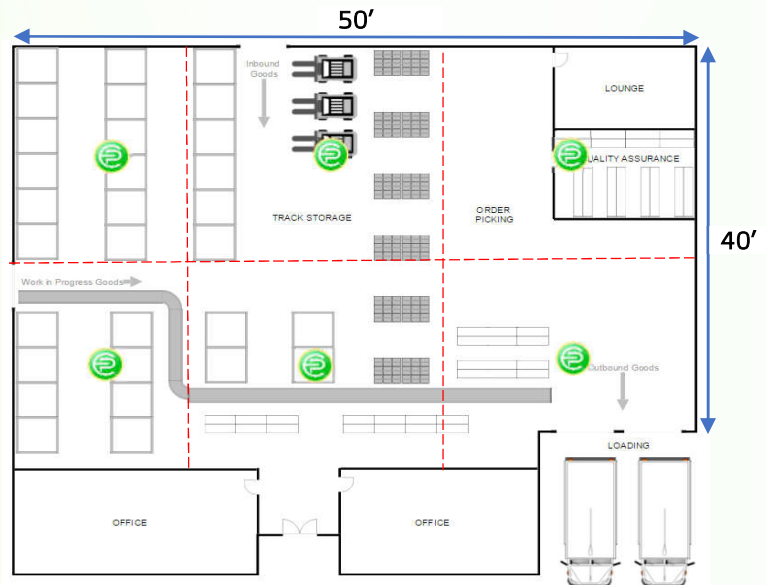 50′
Inbound
Goods
LOUNGE
UALITY ASSURANCE
TRACK STORAGE
ORDER
PICKING
40′
Work in Progress Goods
Outbound Goods
LOADING
OFFICE
OFFICE